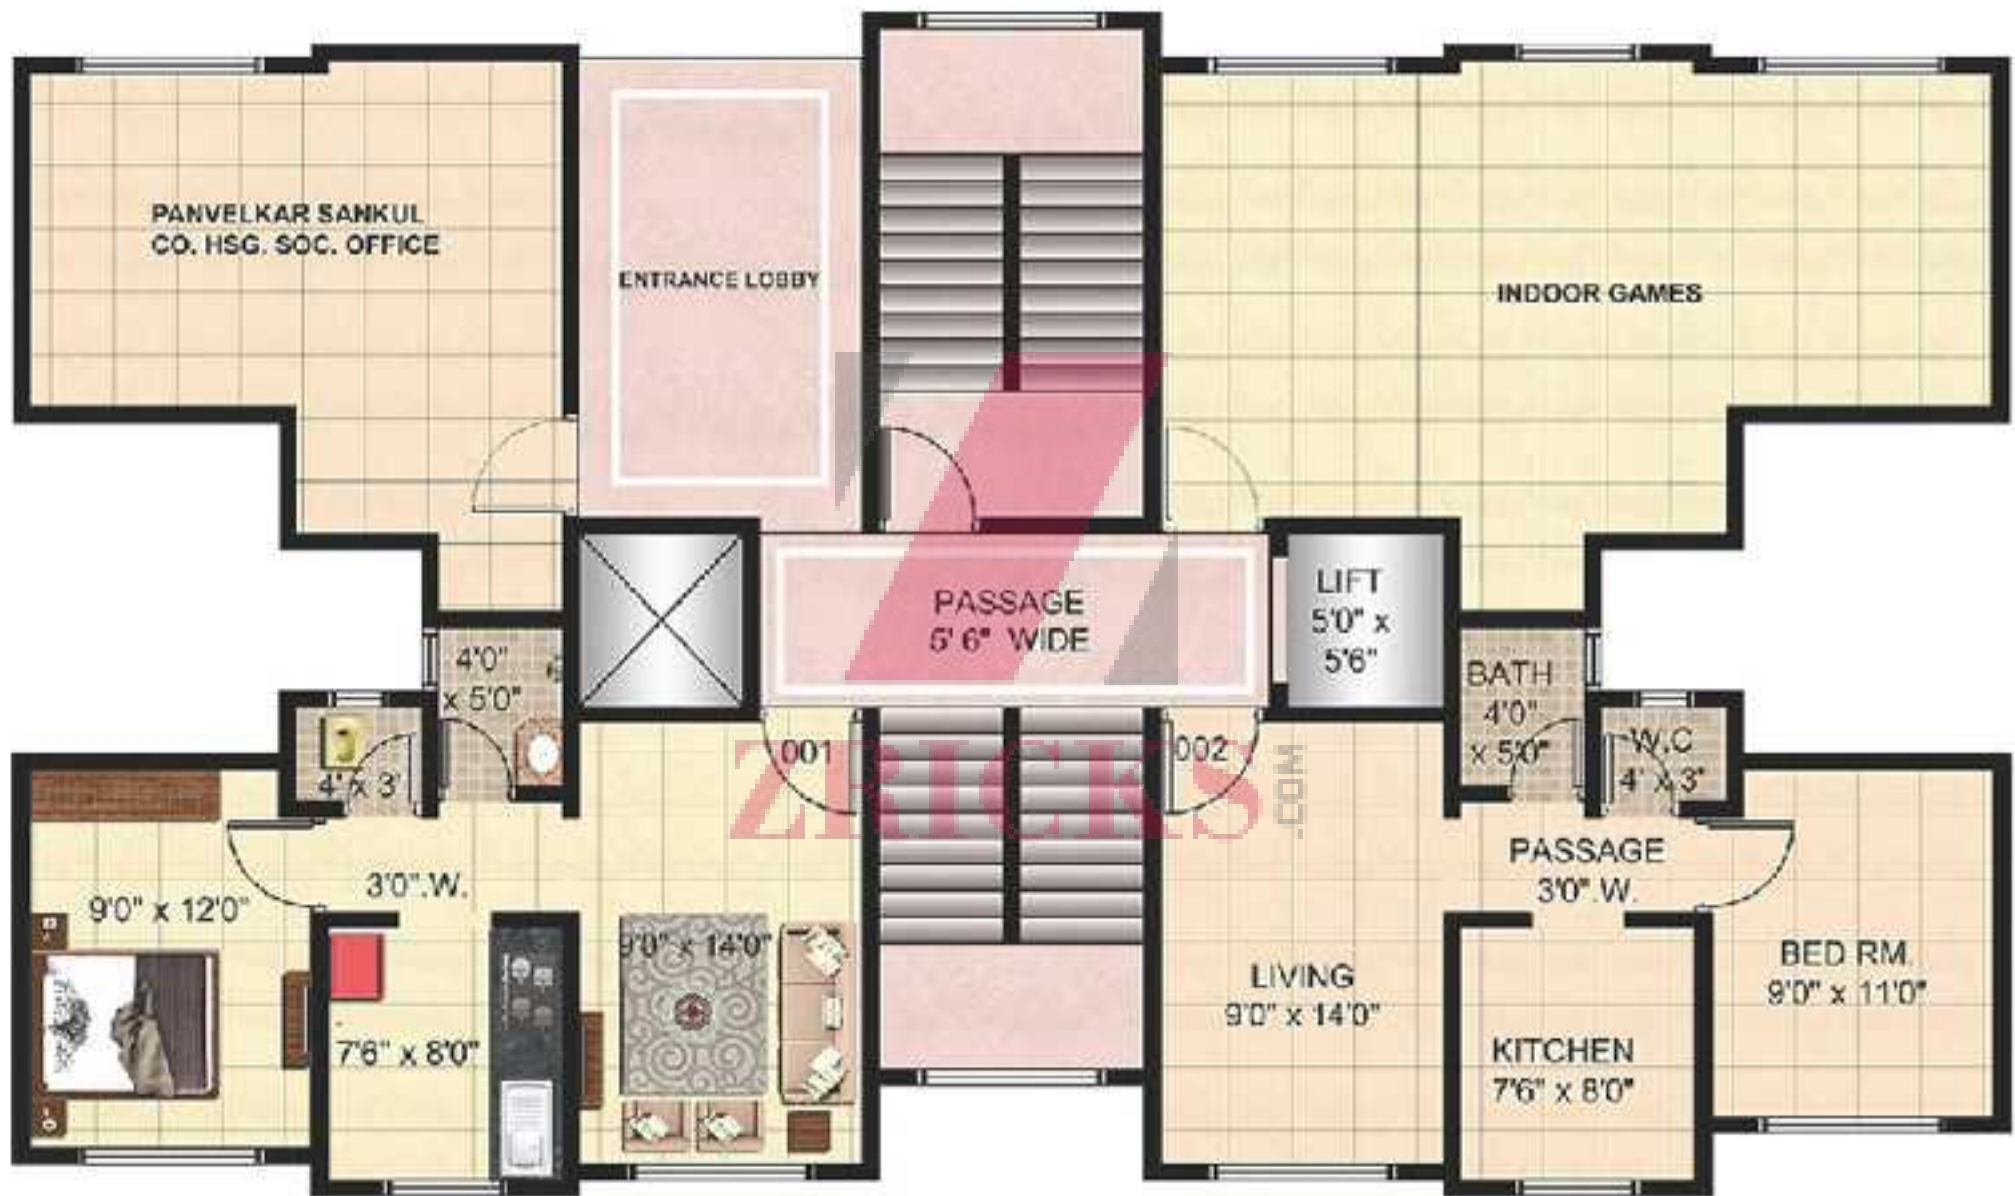 PANVELKAR SANKUL
CO. HSG. SOC. OFFICE
ENTRANCE LOBBY
INDOOR GAMES
PASSAGE
5' 6" WIDE
LIFT
5'0" x
5'6"
4'0"
x 5'0"
4' x 3'
BATH
4'0"
x 5'0"
W.C
4' x 3'
001
002
ZRICKS
.COM
9'0" x 12'0"
3'0".W.
9'0" x 14'0"
7'6" x 8'0"
PASSAGE
3'0".W.
LIVING
9'0" x 14'0"
KITCHEN
7'6" x 8'0"
BED RM.
9'0" x 11'0"